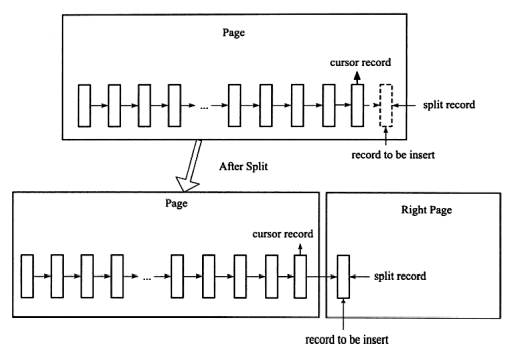 Page
cursor record
...
split record
record to be insert
After Split
Page
Right Page
cursor record
...
split record
record to be insert